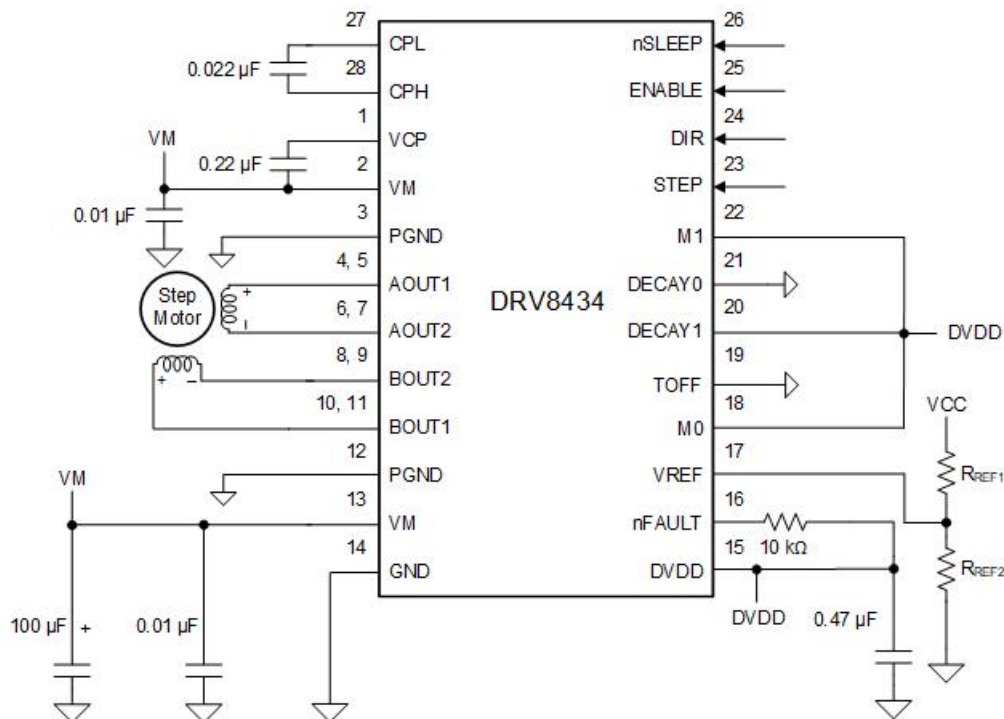 27
CPL
0.022 µF
28
CPH
1
VCP
VM
0.22 µF
2
VM
0.01 µF
3
PGND
4, 5
AOUT1
Step
Motor
+
–
6, 7
AOUT2
8, 9
BOUT2
+
–
10, 11
BOUT1
12
PGND
VM
13
VM
14
GND
100 µF
+
0.01 µF
DRV8434
26
nSLEEP
25
ENABLE
24
DIR
23
STEP
22
M1
21
DECAY0
20
DECAY1
DVDD
19
TOFF
18
M0
VCC
17
VREF
RREF1
16
nFAULT
10 kΩ
15
DVDD
RREF2
DVDD
0.47 µF